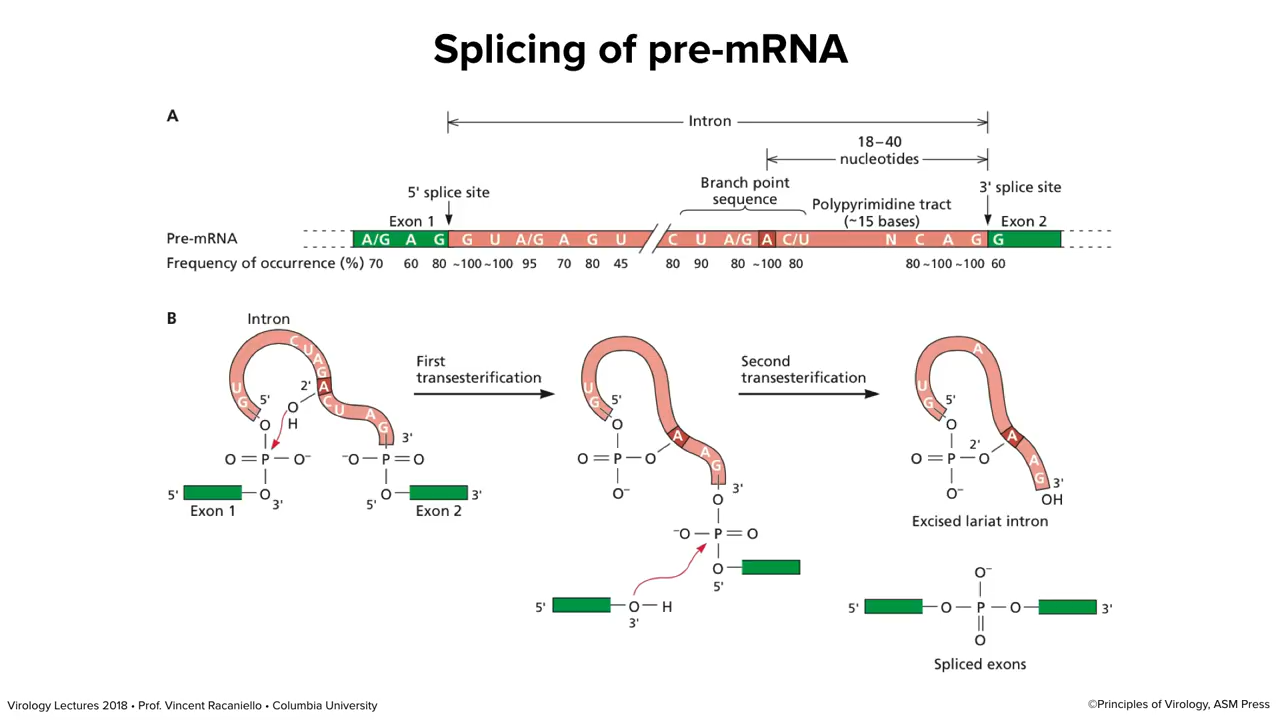 Splicing of pre-mRNA
A
Intron
18–40
nucleotides
Branch point
sequence
5' splice site
3' splice site
Polypyrimidine tract
(~15 bases)
Exon 1
Exon 2
Pre-mRNA
A/G A G G U A/G A G U C U A/G A C/U N C A G G
Frequency of occurrence (%) 70 60 80 ~100 ~100 95 70 80 45 80 90 80 ~100 80 80 ~100 ~100 60
B
Intron
C U A G A C U A G
U G
5'
2'
O
H
3'
O
O = P — O⁻
⁻O — P = O
5' — O 3'
Exon 1
5' O — 3'
Exon 2
First
transesterification
U G
5'
A
A G
O
O = P — O
O⁻
3'
O
⁻O — P = O
O
5'
5' — O — H
3'
Second
transesterification
A
U G
5'
A
A G
O
2'
O = P — O
O⁻
3'
OH
Excised lariat intron
O⁻
5' — O — P — O — 3'
O
Spliced exons
Virology Lectures 2018 • Prof. Vincent Racaniello • Columbia University
©Principles of Virology, ASM Press